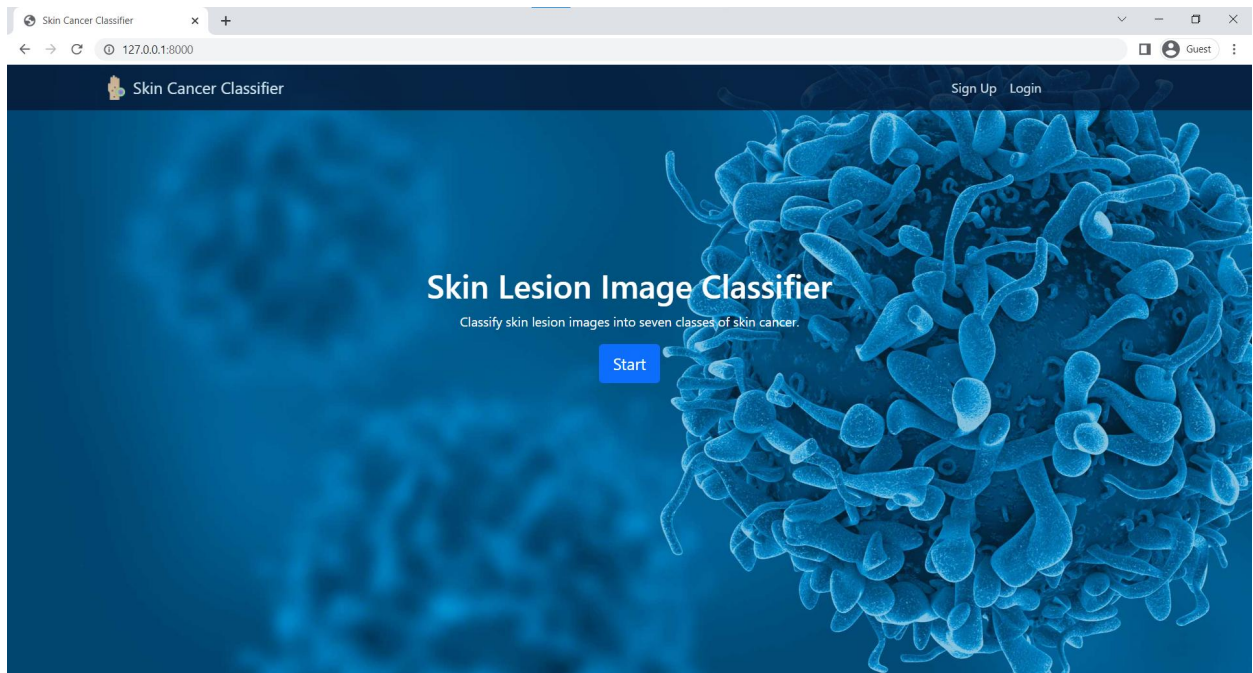 Skin Cancer Classifier
127.0.0.1:8000
Guest
Skin Cancer Classifier
Sign Up Login
Skin Lesion Image Classifier
Classify skin lesion images into seven classes of skin cancer.
Start